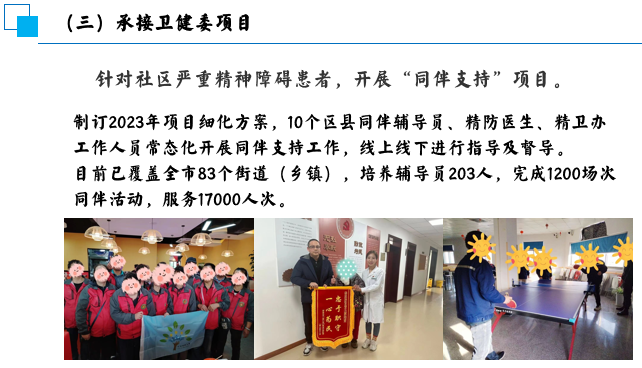 （三）承接卫健委项目
针对社区严重精神障碍患者，开展“同伴支持”项目。
制订2023年项目细化方案，10个区县同伴辅导员、精防医生、精卫办
工作人员常态化开展同伴支持工作，线上线下进行指导及督导。
目前已覆盖全市83个街道（乡镇），培养辅导员203人，完成1200场次
同伴活动，服务17000人次。
忠于职守
一心为民